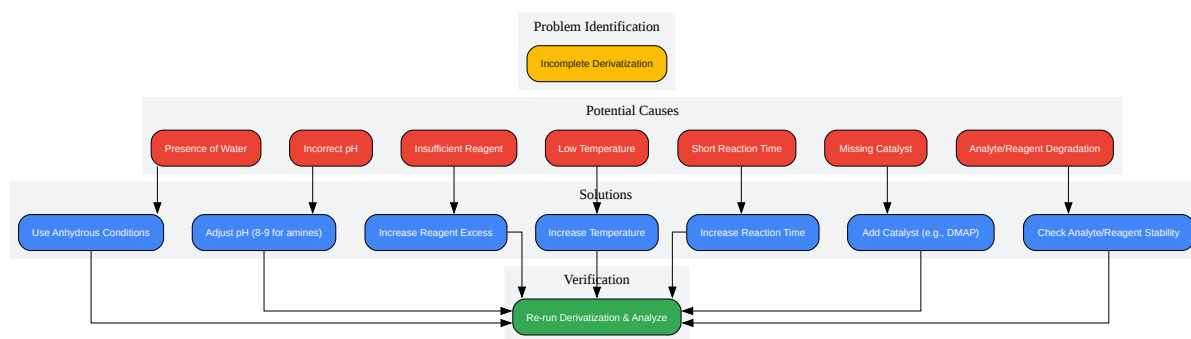 Problem Identification
Incomplete Derivatization
Potential Causes
Presence of Water
Incorrect pH
Insufficient Reagent
Low Temperature
Short Reaction Time
Missing Catalyst
Analyte/Reagent Degradation
Solutions
Use Anhydrous Conditions
Adjust pH (8-9 for amines)
Increase Reagent Excess
Increase Temperature
Increase Reaction Time
Add Catalyst (e.g., DMAP)
Check Analyte/Reagent Stability
Verification
Re-run Derivatization & Analyze